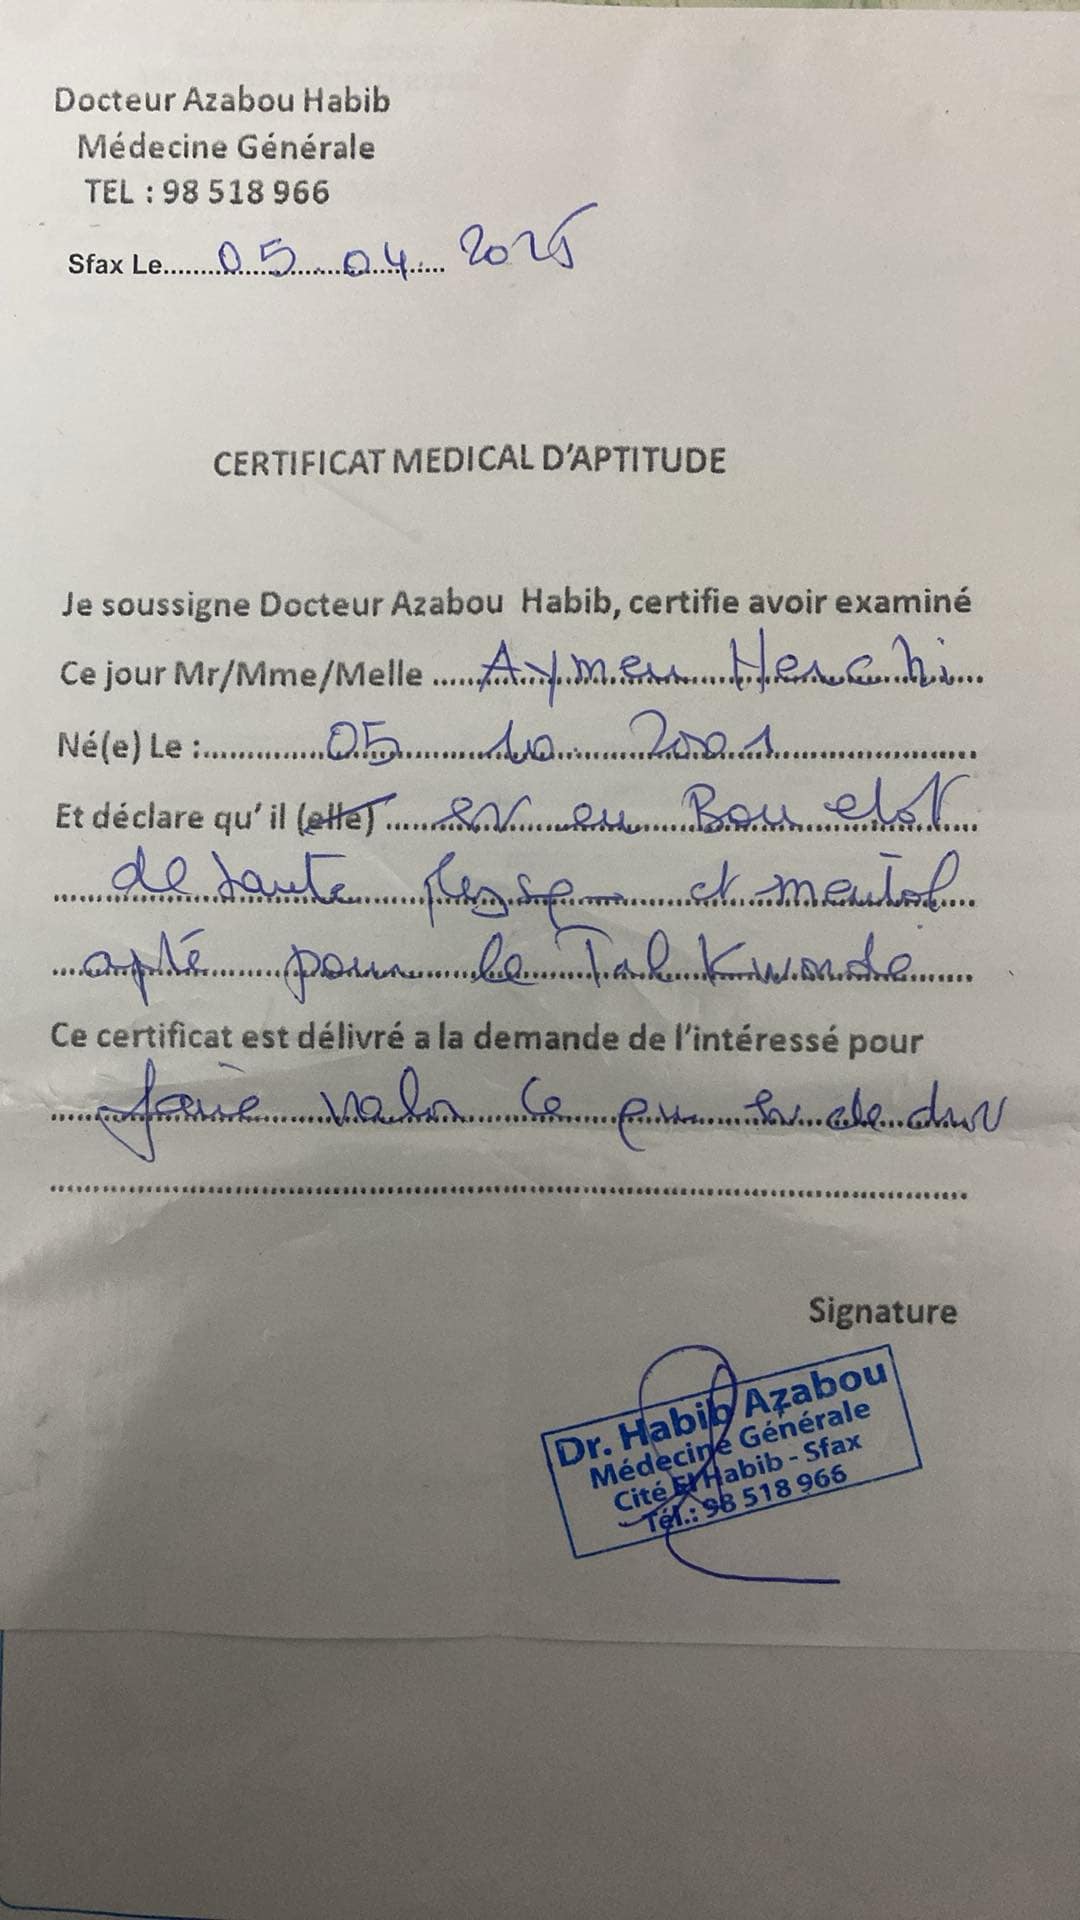 Docteur Azabou Habib
Médecine Générale
TEL : 98 518 966
Sfax Le 05 04 2025
CERTIFICAT MEDICAL D'APTITUDE
Je soussigne Docteur Azabou Habib, certifie avoir examiné
Ce jour Mr/Mme/Melle Aymen Herichi
Né(e) Le : 05 10 2001
Et déclare qu' il (elle) est en Bon etat
de sante physq et mental
apte pour le Taekwondo
Ce certificat est délivré a la demande de l'intéressé pour
faire valoir ce que de droit
Signature
Dr. Habib Azabou
Médecine Générale
Cité El Habib - Sfax
Tél.: 98 518 966